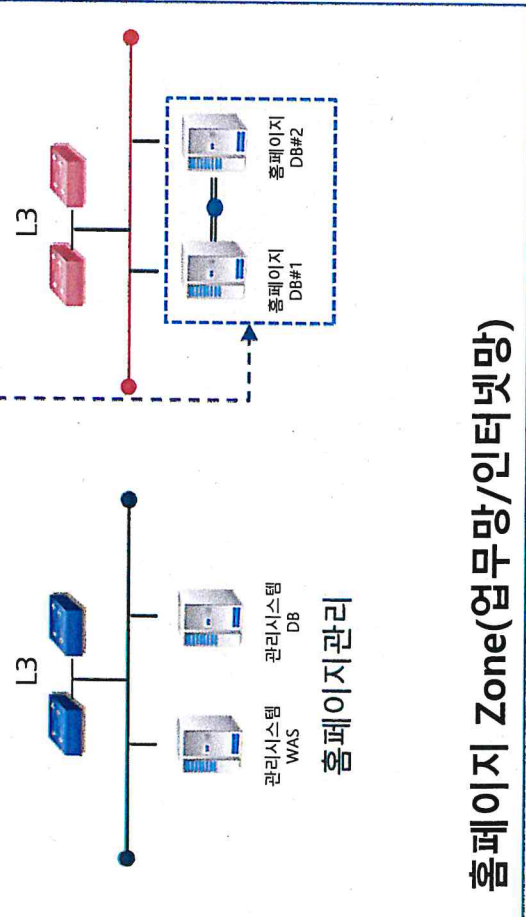 L3
관리시스템
WAS
관리시스템
DB
홈페이지관리
L3
홈페이지
DB#1
홈페이지
DB#2
홈페이지 Zone(업무망/인터넷망)